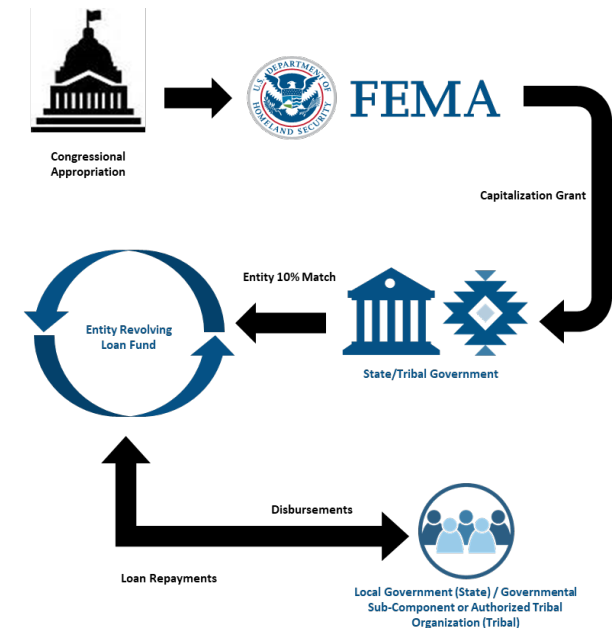 U.S. DEPARTMENT OF
HOMELAND SECURITY
FEMA
Congressional
Appropriation
Capitalization Grant
Entity 10% Match
Entity Revolving
Loan Fund
State/Tribal Government
Disbursements
Loan Repayments
Local Government (State) / Governmental
Sub-Component or Authorized Tribal
Organization (Tribal)